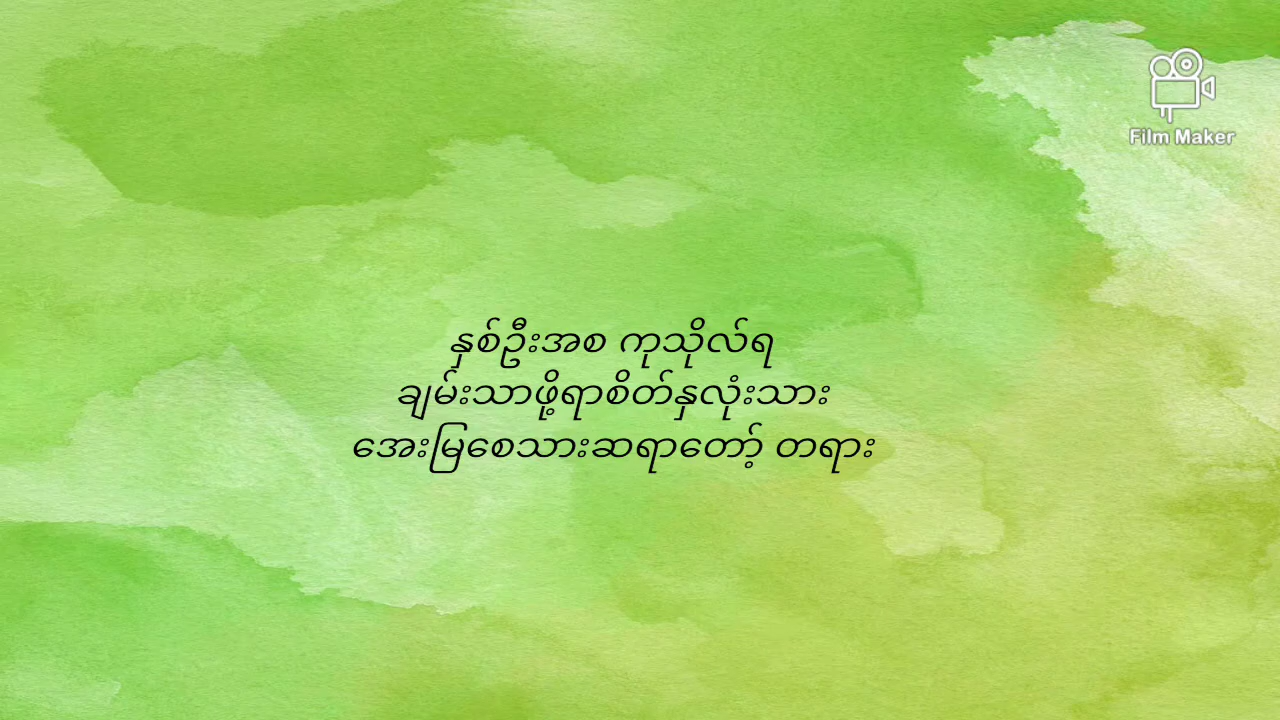 Film Maker
နှစ်ဦးအစ ကုသိုလ်ရ
ချမ်းသာဖို့ရာစိတ်နှလုံးသား
အေးမြစေသားဆရာတော့် တရား